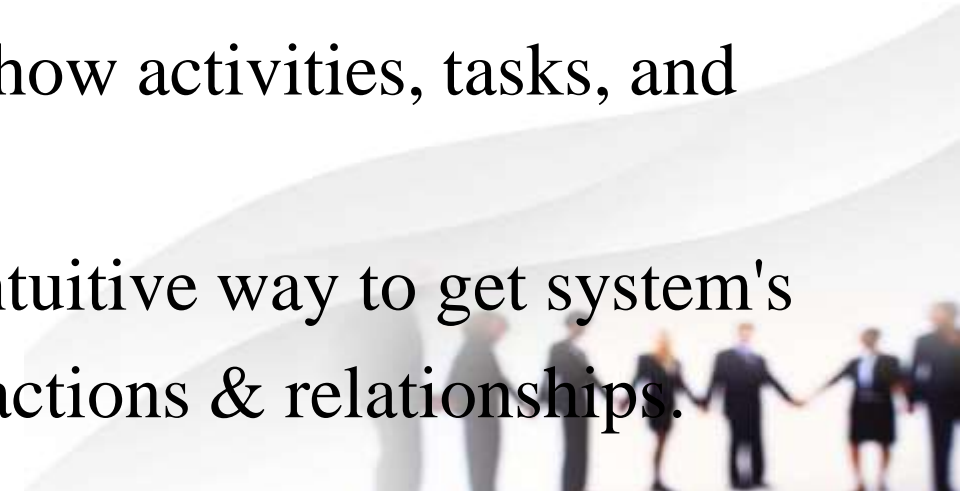 how activities, tasks, and
ntuitive way to get system's
actions & relationships.